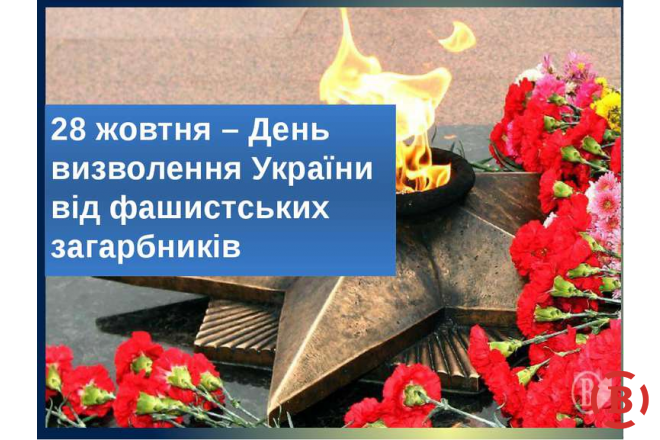 28 жовтня – День
визволення України
від фашистських
загарбників